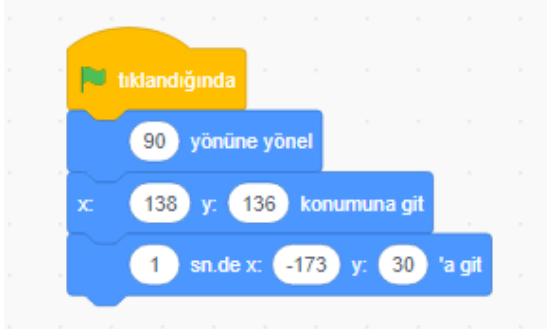 tıklandığında
90 yönüne yönel
x: 138 y: 136 konumuna git
1 sn.de x: -173 y: 30 'a git